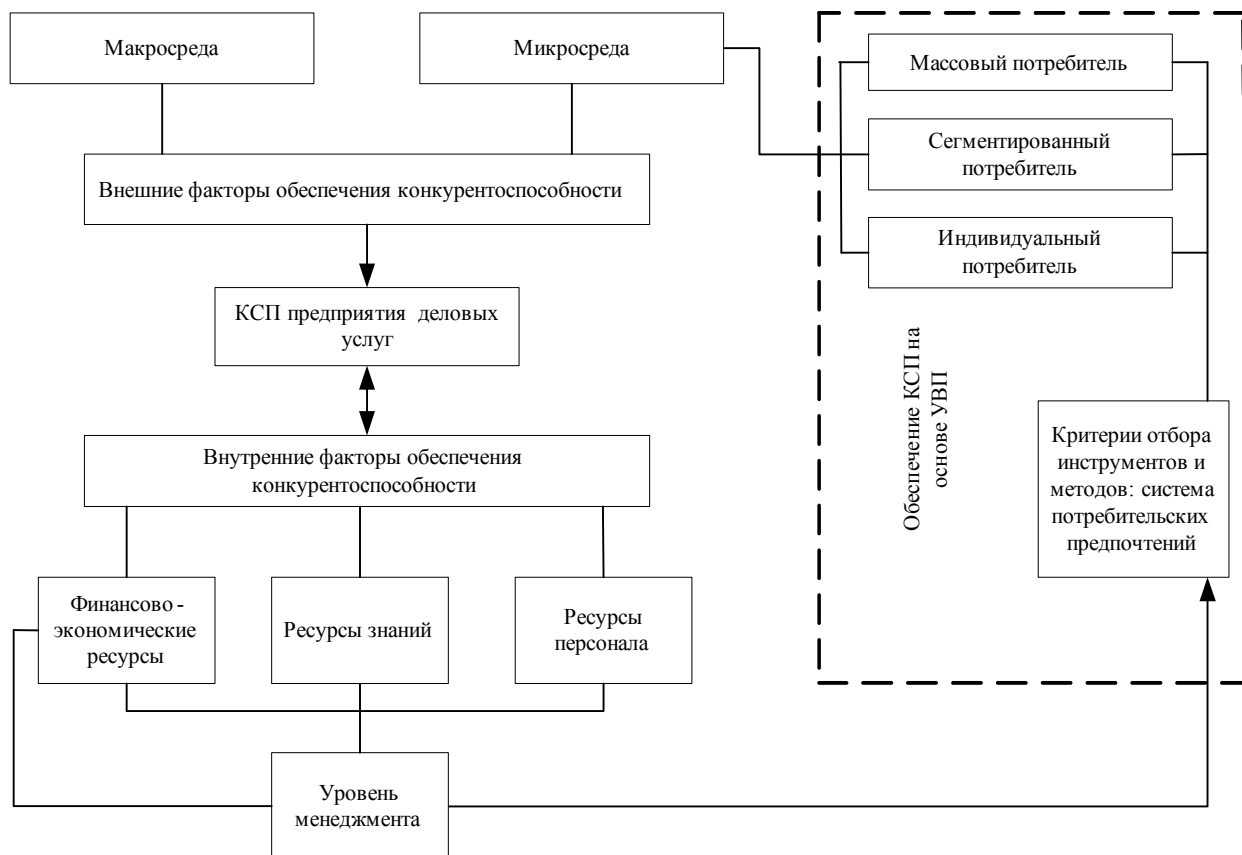 Макросреда
Микросреда
Внешние факторы обеспечения конкурентоспособности
КСП предприятия деловых
услуг
Внутренние факторы обеспечения
конкурентоспособности
Финансово-
экономические
ресурсы
Ресурсы знаний
Ресурсы
персонала
Уровень
менеджмента
Массовый потребитель
Сегментированный
потребитель
Индивидуальный
потребитель
Обеспечение КСП на
основе УВП
Критерии отбора
инструментов и
методов: система
потребительских
предпочтений